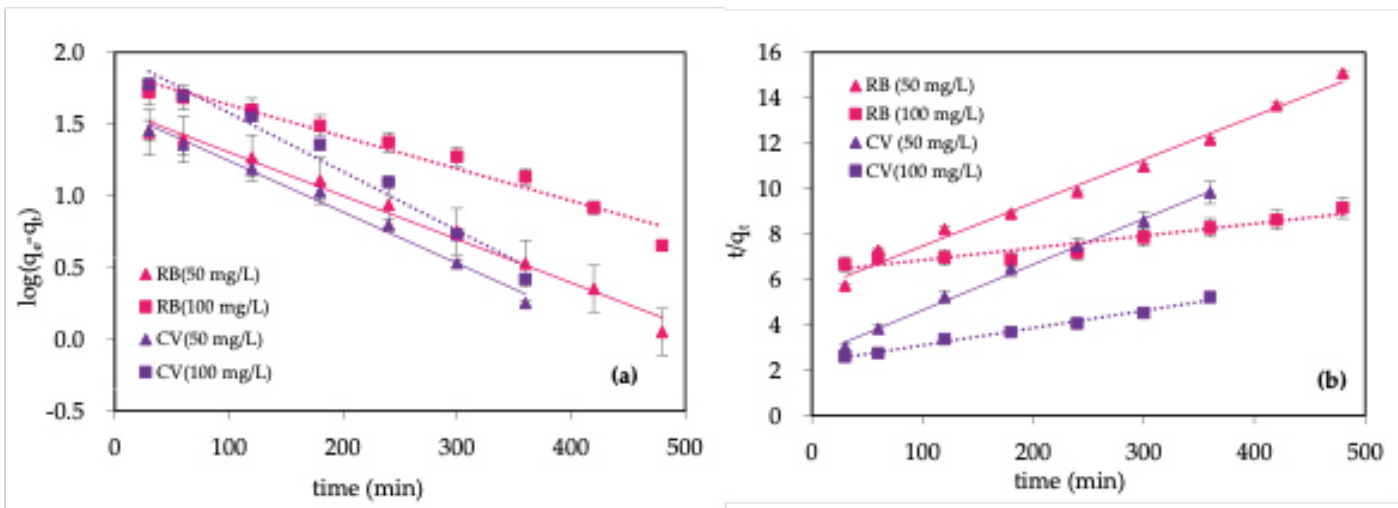 2.0
1.5
1.0
0.5
0.0
-0.5
log(qe-qt)
RB(50 mg/L)
RB(100 mg/L)
CV(50 mg/L)
CV(100 mg/L)
(a)
0 100 200 300 400 500
time (min)
16
14
12
10
8
6
4
2
0
t/qt
RB (50 mg/L)
RB (100 mg/L)
CV (50 mg/L)
CV(100 mg/L)
(b)
0 100 200 300 400 500
time (min)